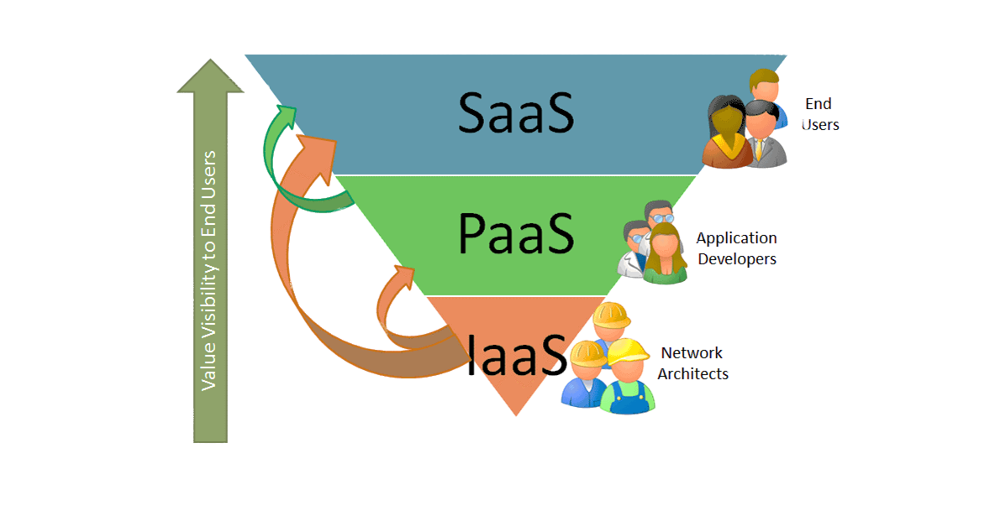 SaaS
End
Users
PaaS
Application
Developers
IaaS
Network
Architects
Value Visibility to End Users